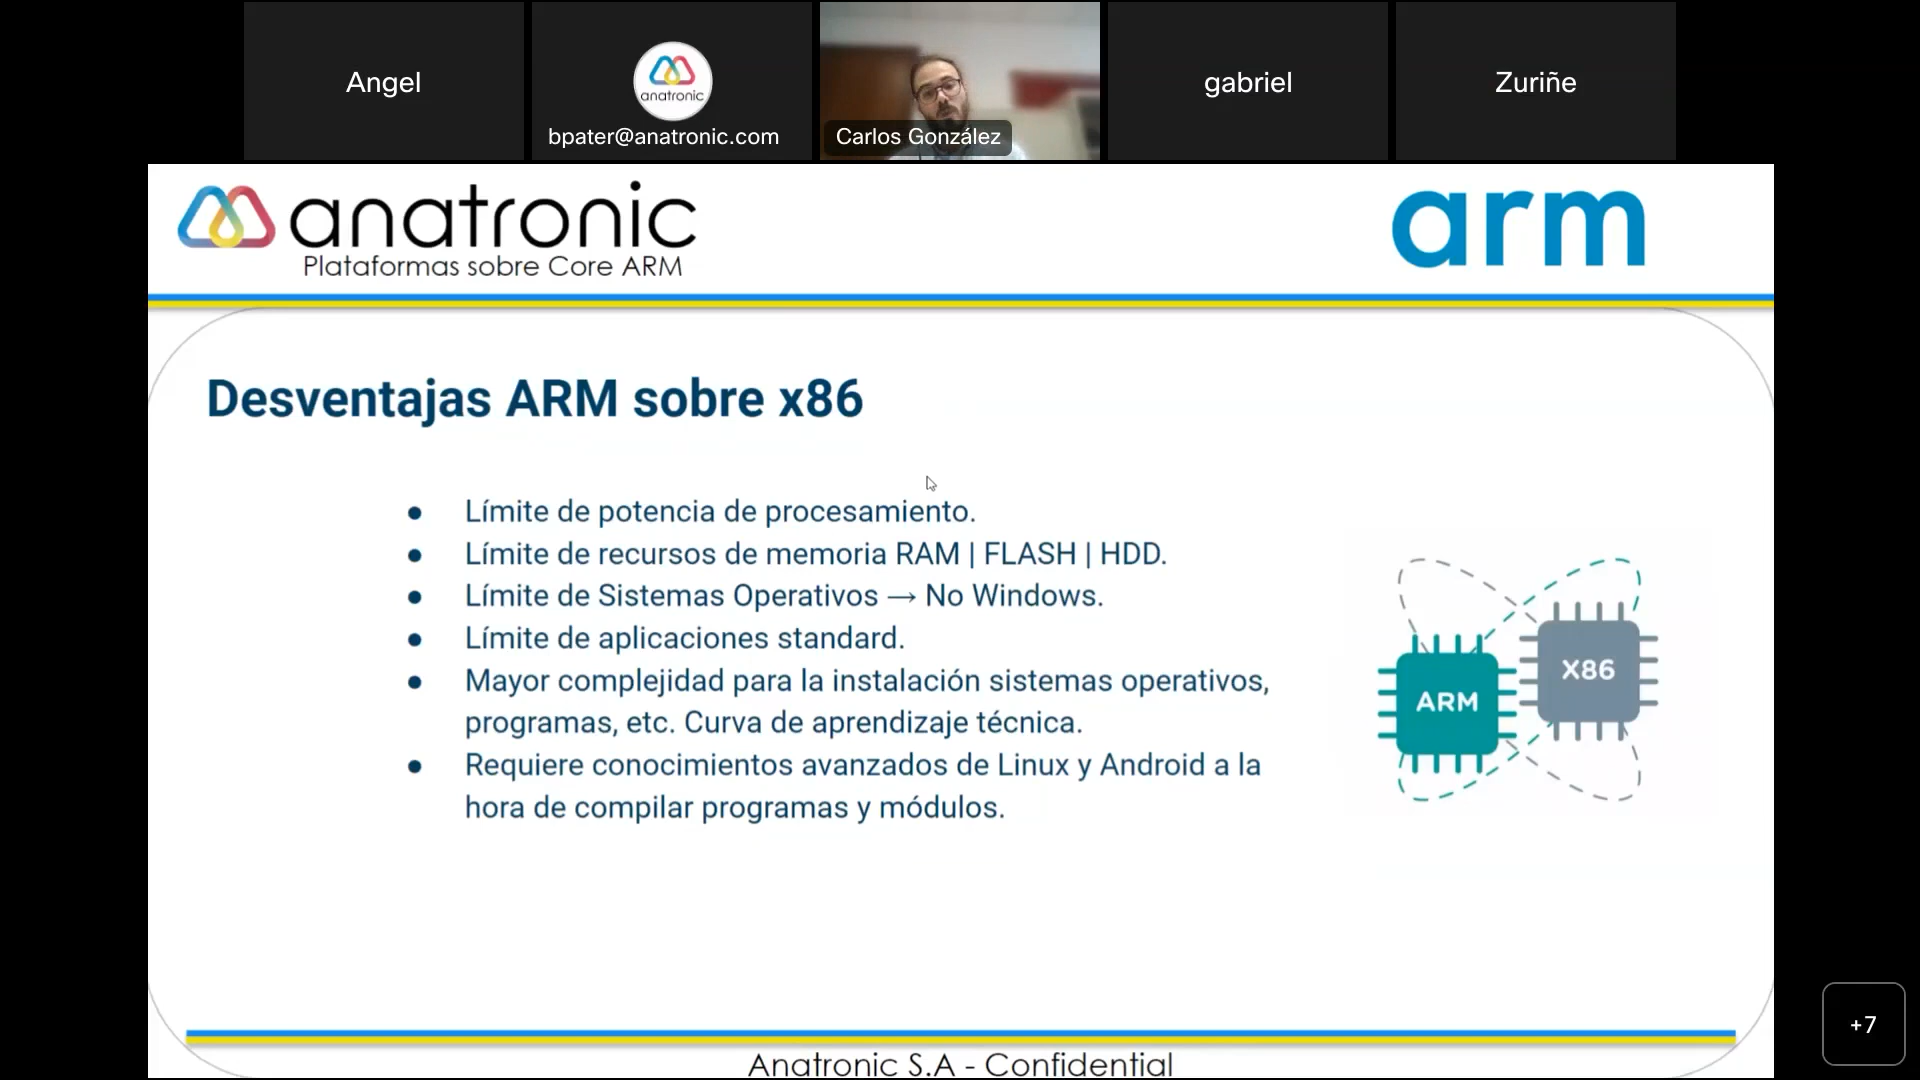 Angel
anatronic
bpater@anatronic.com
Carlos González
gabriel
Zuriñe
anatronic
Plataformas sobre Core ARM
arm
Desventajas ARM sobre x86
● Límite de potencia de procesamiento.
● Límite de recursos de memoria RAM | FLASH | HDD.
● Límite de Sistemas Operativos → No Windows.
● Límite de aplicaciones standard.
● Mayor complejidad para la instalación sistemas operativos,
programas, etc. Curva de aprendizaje técnica.
● Requiere conocimientos avanzados de Linux y Android a la
hora de compilar programas y módulos.
ARM
X86
Anatronic S.A - Confidential
+7